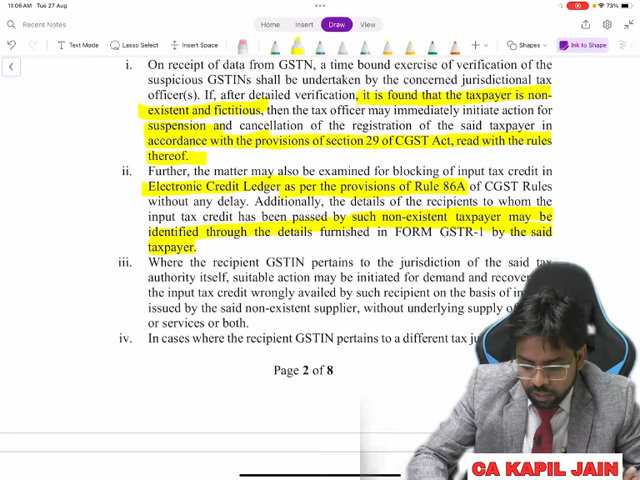 11:06 AM Tue 27 Aug
73%
Recent Notes
Home Insert Draw View
Text Mode Lasso Select Insert Space Shapes Ink to Shape
i. On receipt of data from GSTN, a time bound exercise of verification of the
suspicious GSTINs shall be undertaken by the concerned jurisdictional tax
officer(s). If, after detailed verification, it is found that the taxpayer is non-
existent and fictitious, then the tax officer may immediately initiate action for
suspension and cancellation of the registration of the said taxpayer in
accordance with the provisions of section 29 of CGST Act, read with the rules
thereof.
ii. Further, the matter may also be examined for blocking of input tax credit in
Electronic Credit Ledger as per the provisions of Rule 86A of CGST Rules
without any delay. Additionally, the details of the recipients to whom the
input tax credit has been passed by such non-existent taxpayer may be
identified through the details furnished in FORM GSTR-1 by the said
taxpayer.
iii. Where the recipient GSTIN pertains to the jurisdiction of the said tax
authority itself, suitable action may be initiated for demand and
the input tax credit wrongly availed by such recipient on the basis of
issued by the said non-existent supplier, without underlying supply of
or services or both.
iv. In cases where the recipient GSTIN pertains to a different tax
Page 2 of 8
CA KAPIL JAIN